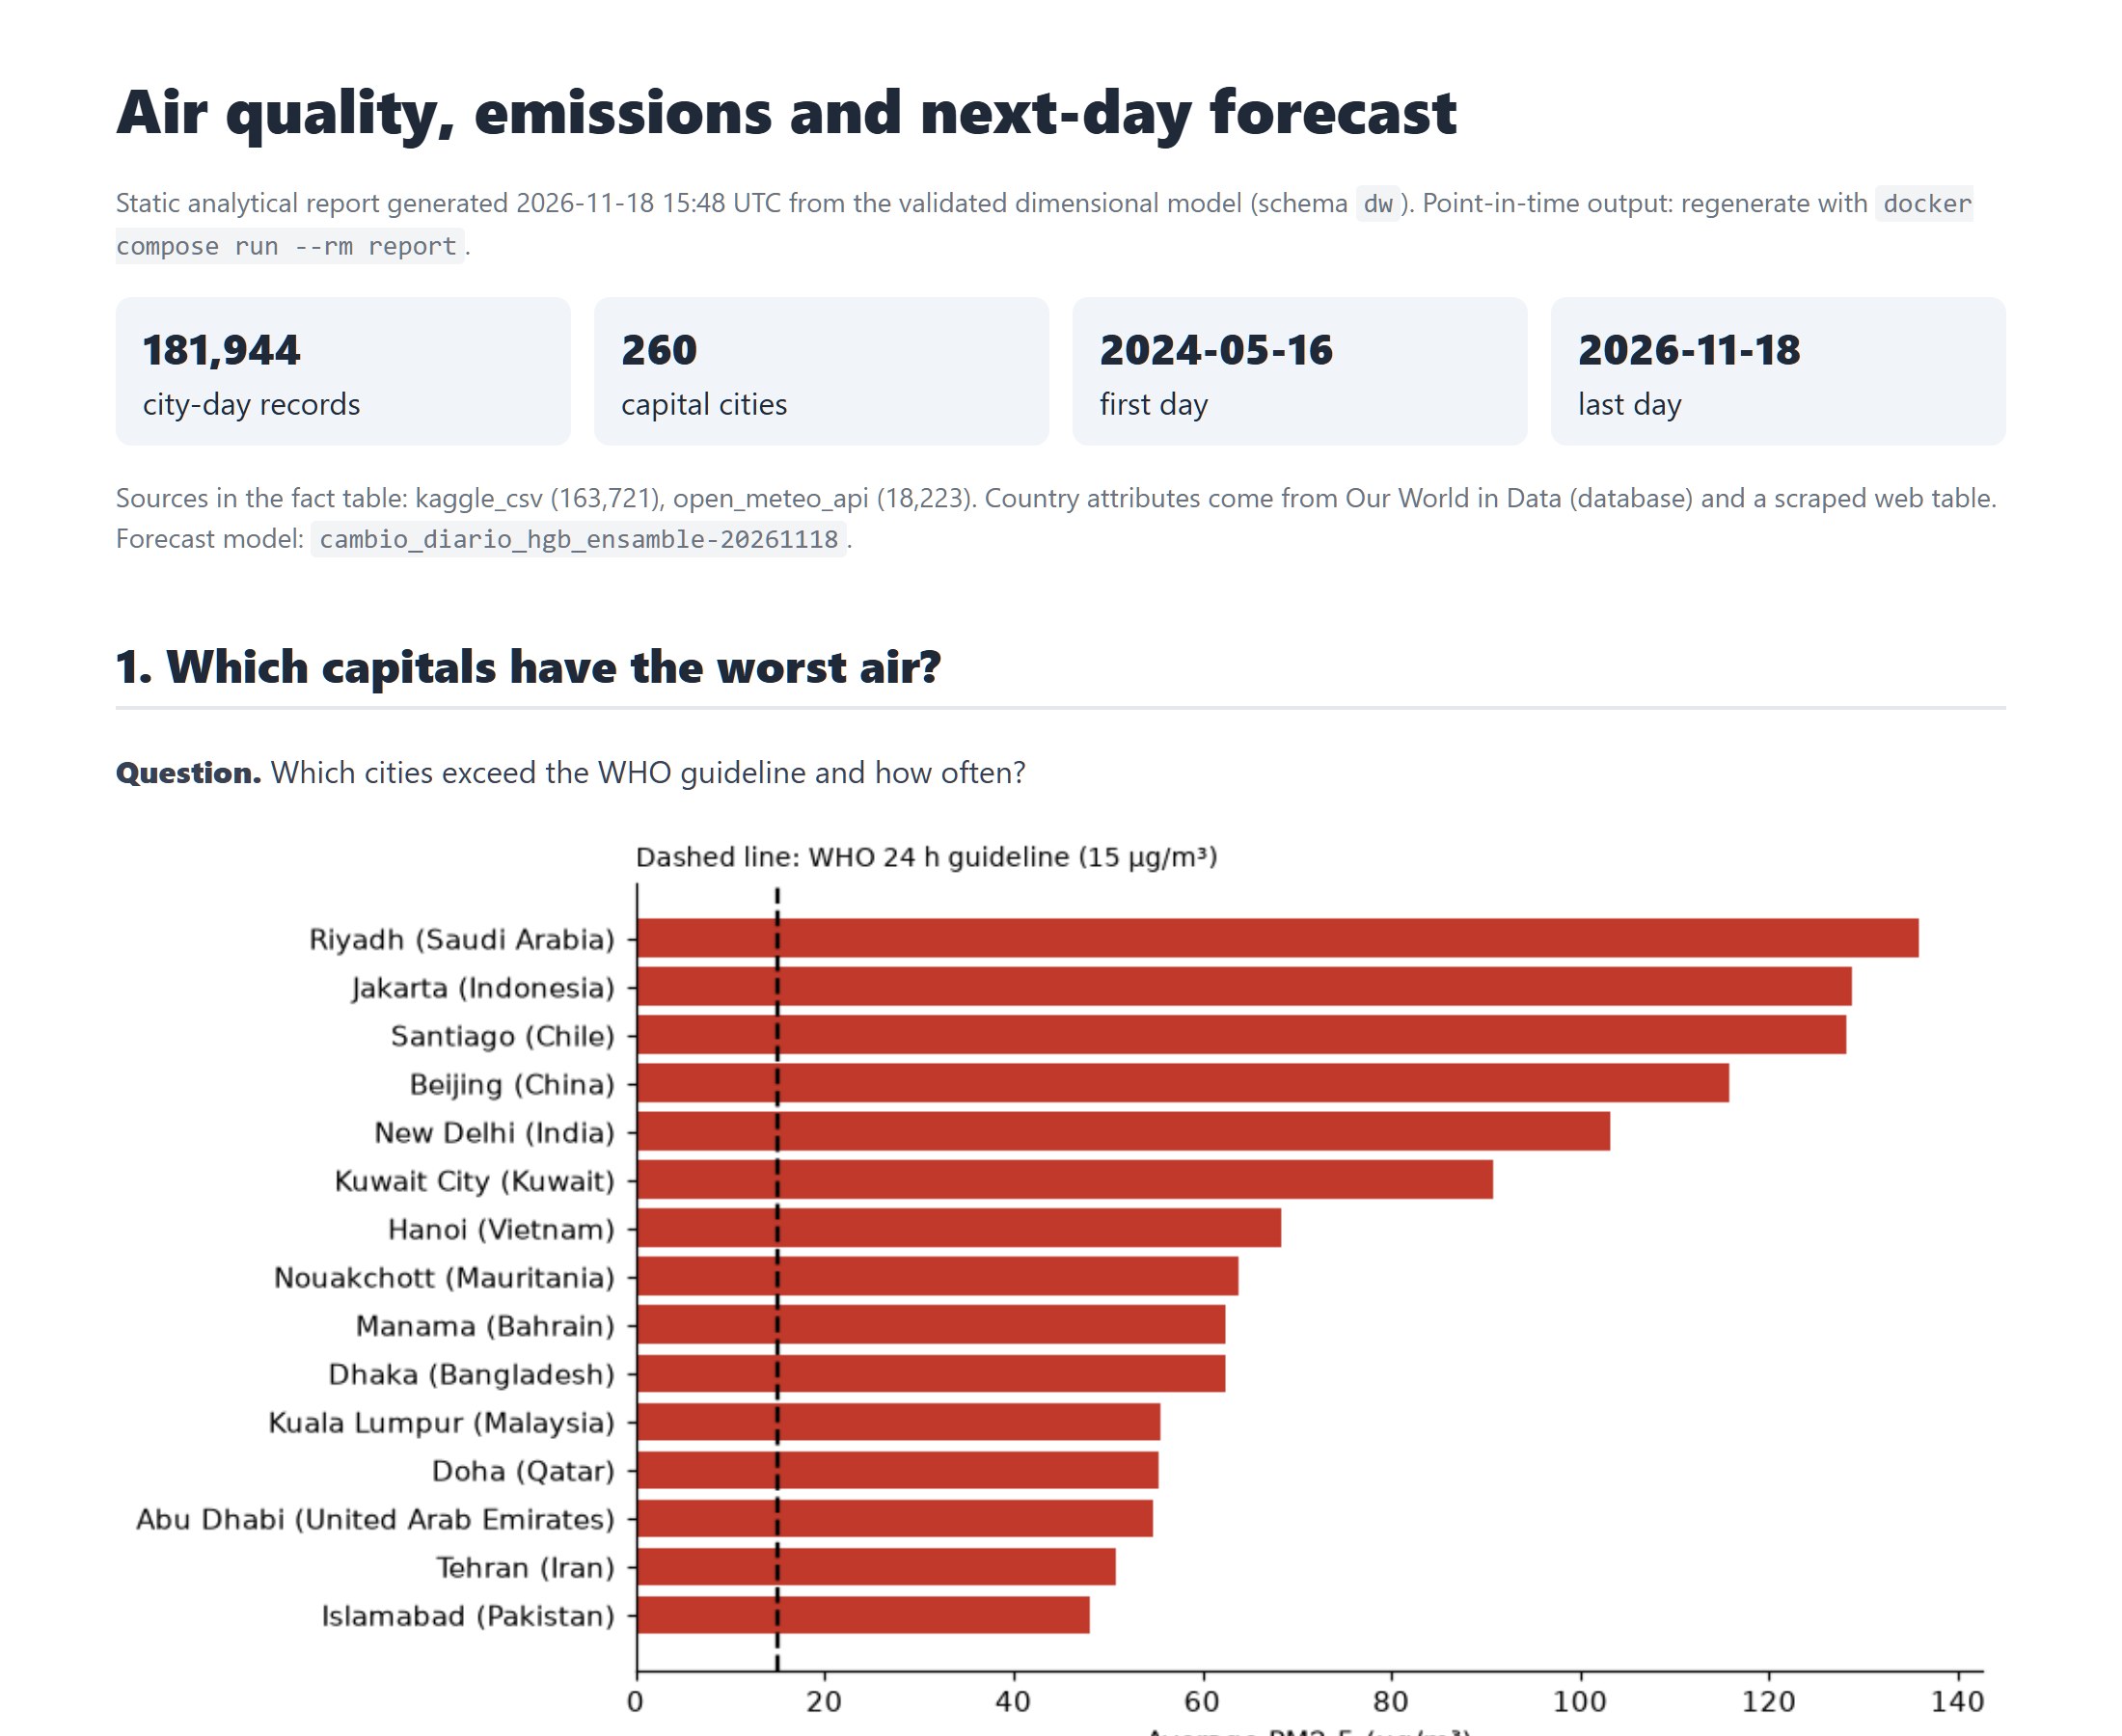 Air quality, emissions and next-day forecast
Static analytical report generated 2026-11-18 15:48 UTC from the validated dimensional model (schema dw). Point-in-time output: regenerate with docker
compose run --rm report.
181,944
city-day records
260
capital cities
2024-05-16
first day
2026-11-18
last day
Sources in the fact table: kaggle_csv (163,721), open_meteo_api (18,223). Country attributes come from Our World in Data (database) and a scraped web table.
Forecast model: cambio_diario_hgb_ensamble-20261118.
1. Which capitals have the worst air?
Question. Which cities exceed the WHO guideline and how often?
Dashed line: WHO 24 h guideline (15 µg/m³)
Riyadh (Saudi Arabia)
Jakarta (Indonesia)
Santiago (Chile)
Beijing (China)
New Delhi (India)
Kuwait City (Kuwait)
Hanoi (Vietnam)
Nouakchott (Mauritania)
Manama (Bahrain)
Dhaka (Bangladesh)
Kuala Lumpur (Malaysia)
Doha (Qatar)
Abu Dhabi (United Arab Emirates)
Tehran (Iran)
Islamabad (Pakistan)
0 20 40 60 80 100 120 140
Average PM2.5 (µg/m³)